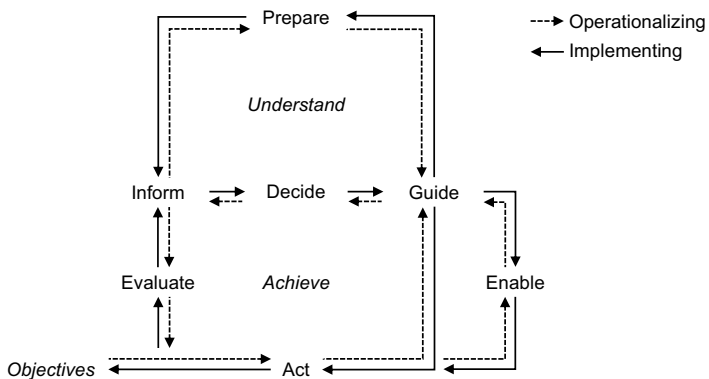 Prepare
Operationalizing
Implementing
Understand
Inform
Decide
Guide
Evaluate
Achieve
Enable
Objectives
Act